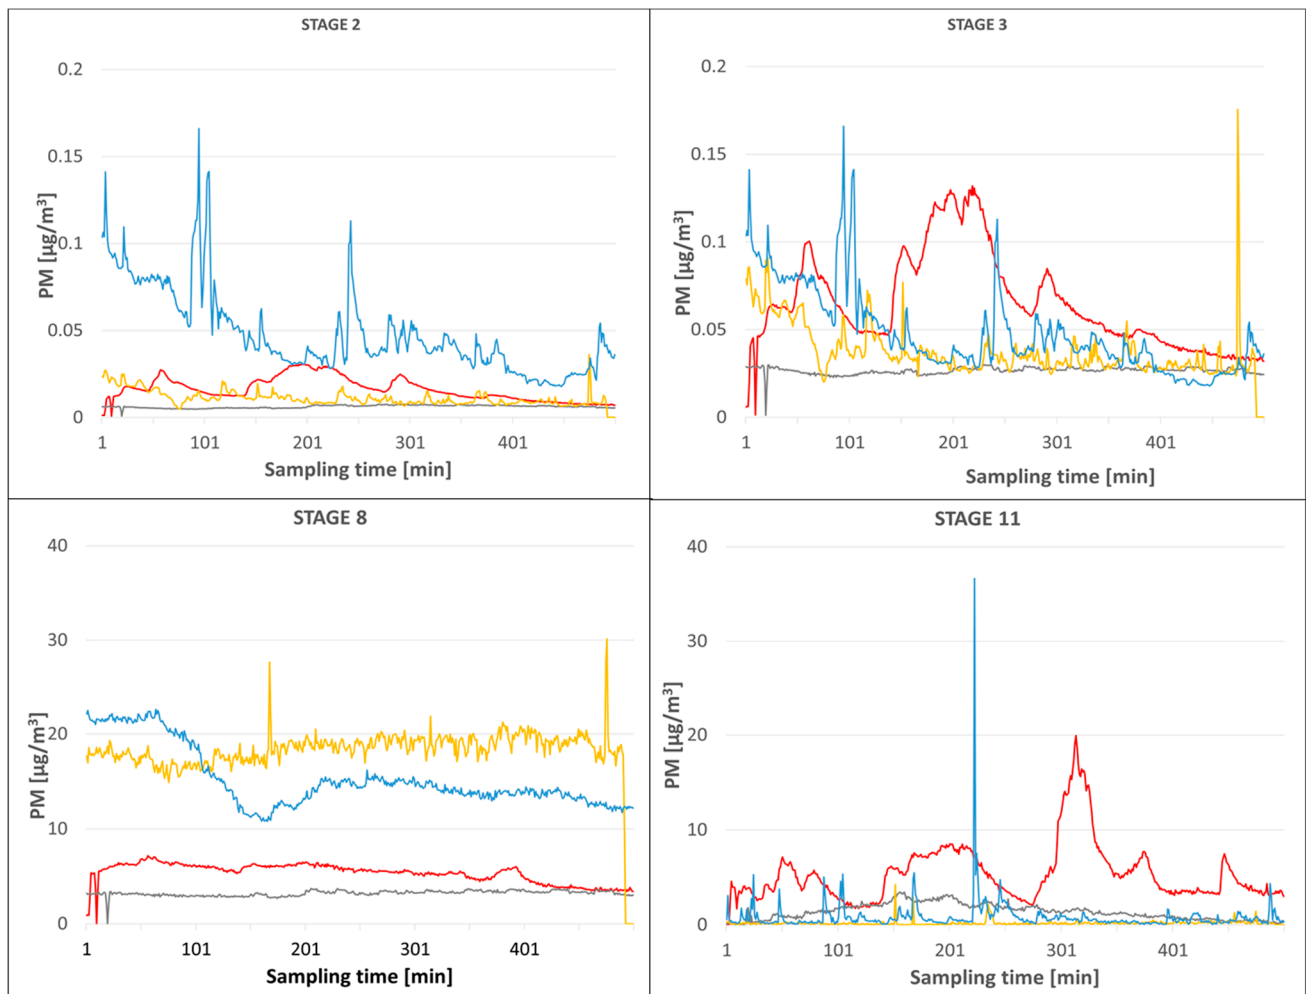 STAGE 2
0.2
0.15
0.1
0.05
0
PM [µg/m³]
1 101 201 301 401
Sampling time [min]
STAGE 3
0.2
0.15
0.1
0.05
0
PM [µg/m³]
1 101 201 301 401
Sampling time [min]
STAGE 8
40
30
20
10
0
PM [µg/m³]
1 101 201 301 401
Sampling time [min]
STAGE 11
40
30
20
10
0
PM [µg/m³]
1 101 201 301 401
Sampling time [min]